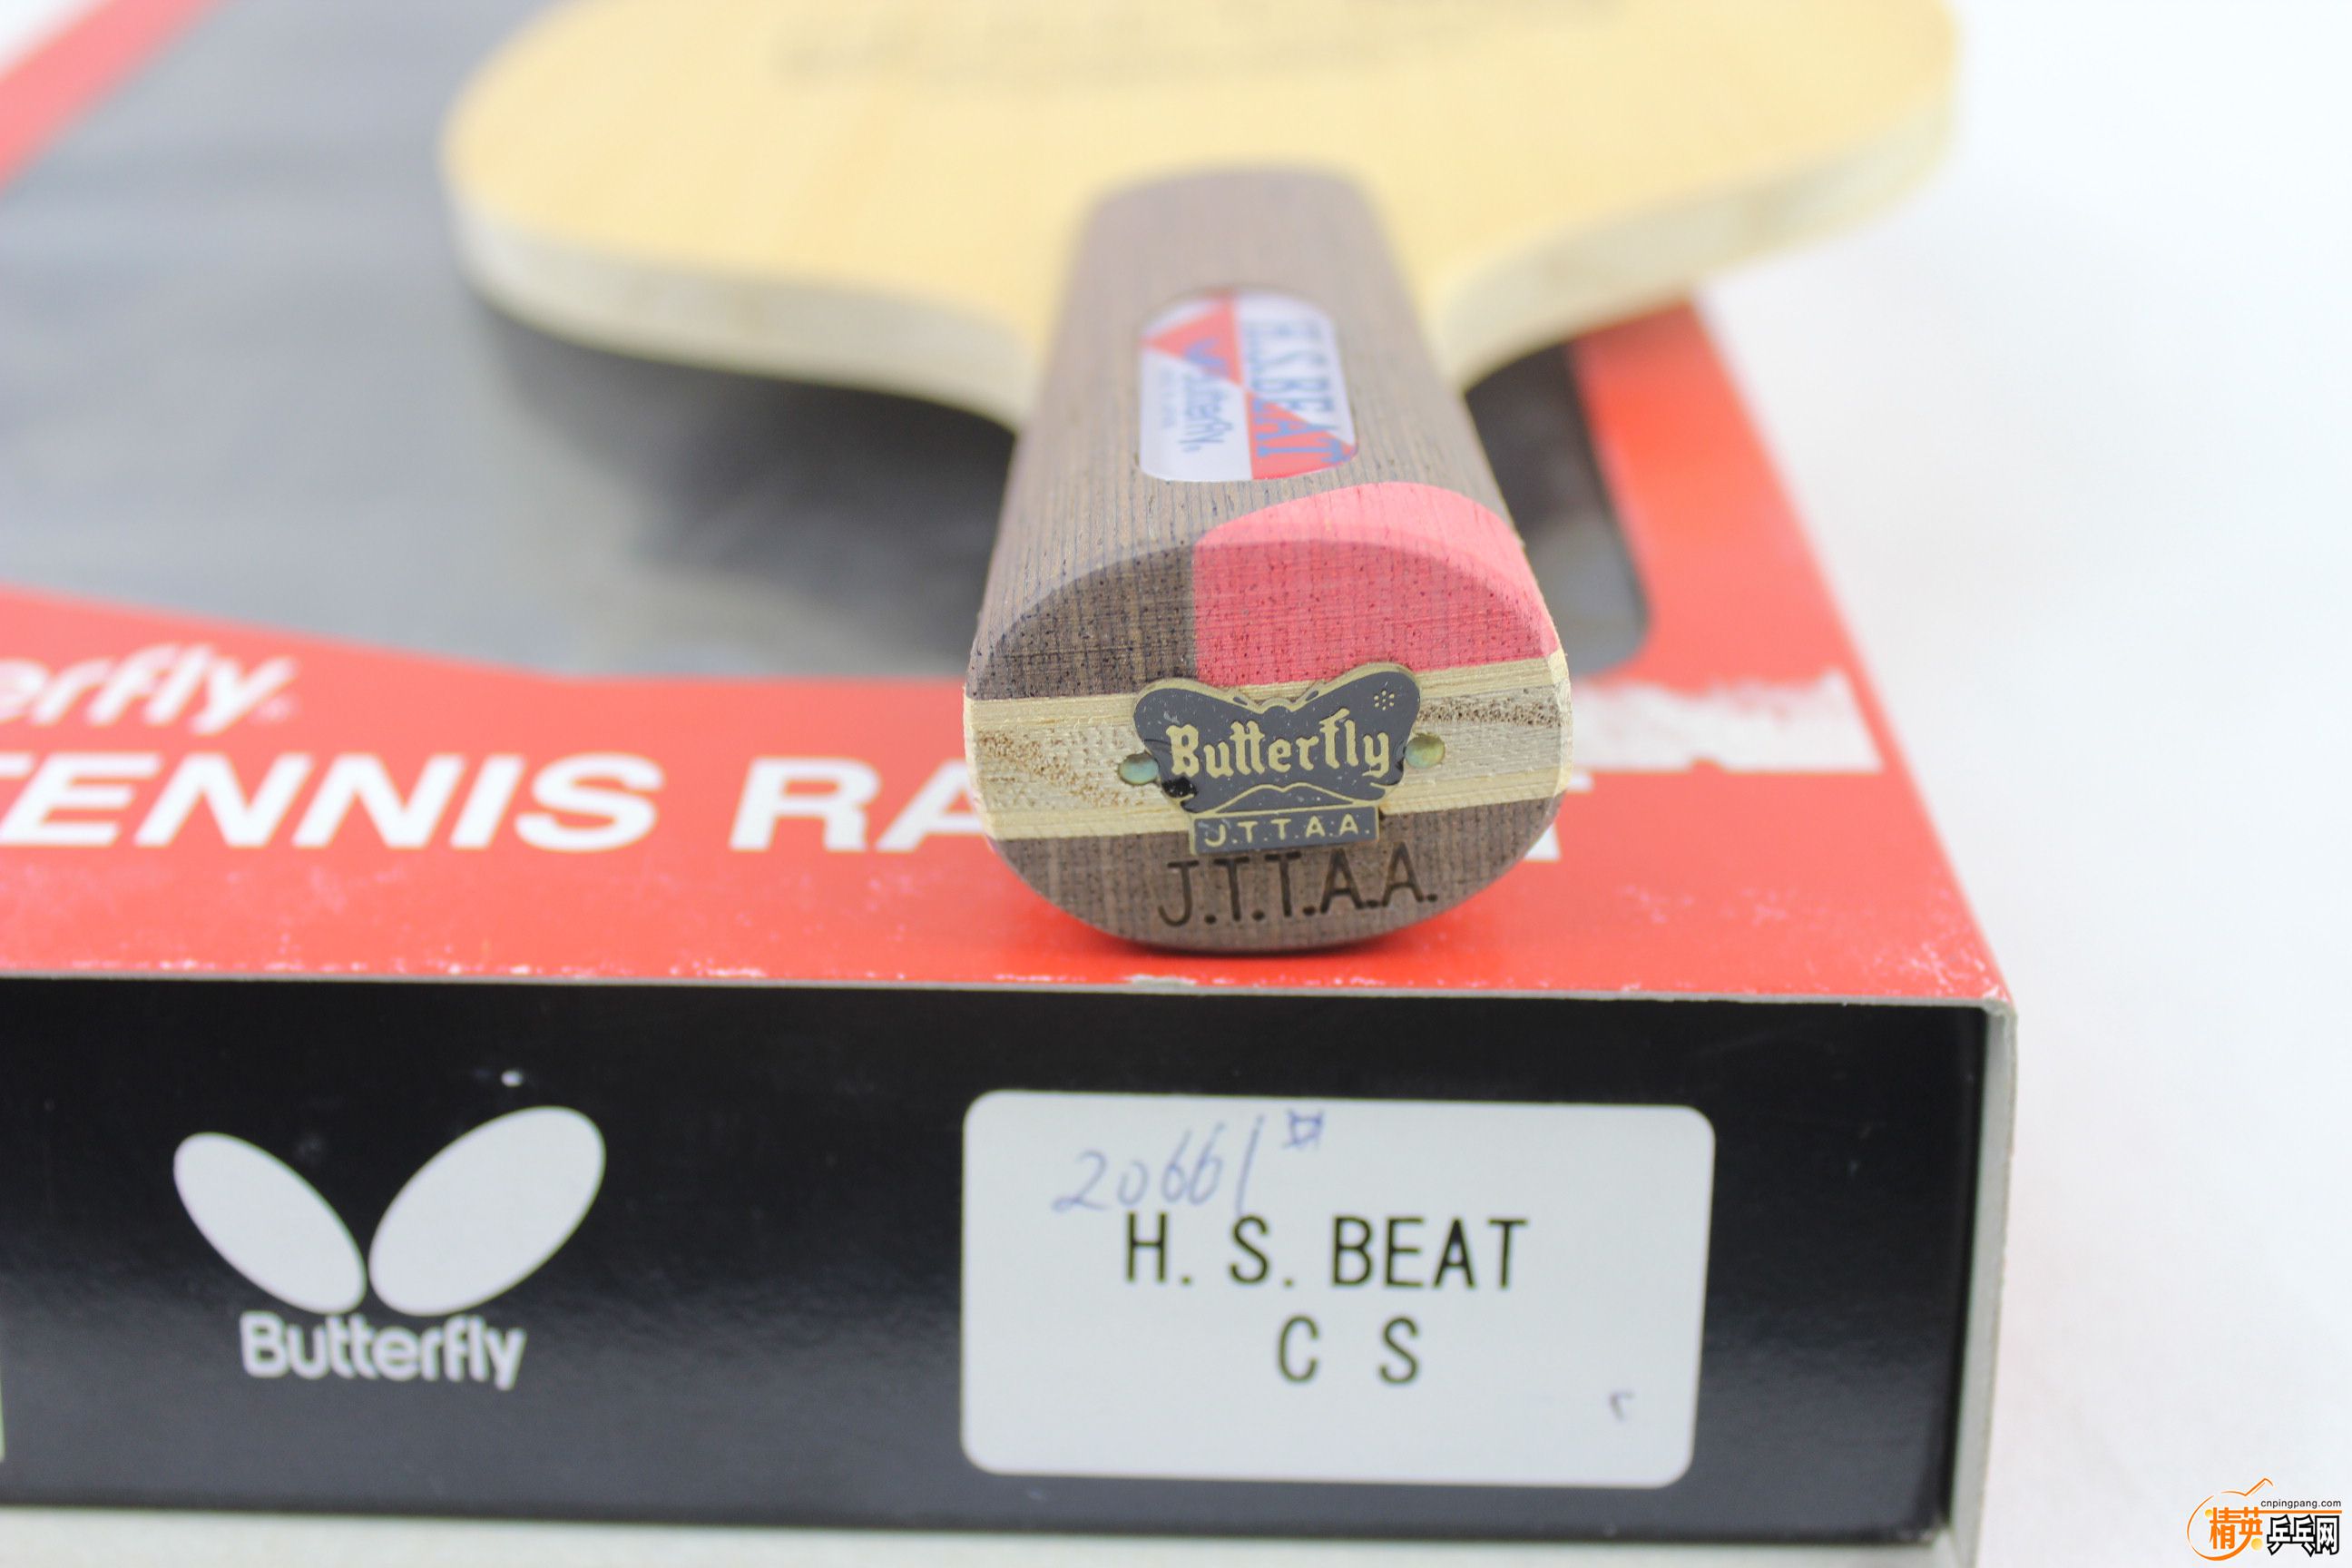 H.S.BEAT
Butterfly
erfly
TENNIS RA
Butterfly
J.T.T.A.A.
J.T.T.A.A.
Butterfly
20661
H. S. BEAT
C S
cnpingpang.com
精英乒乓网